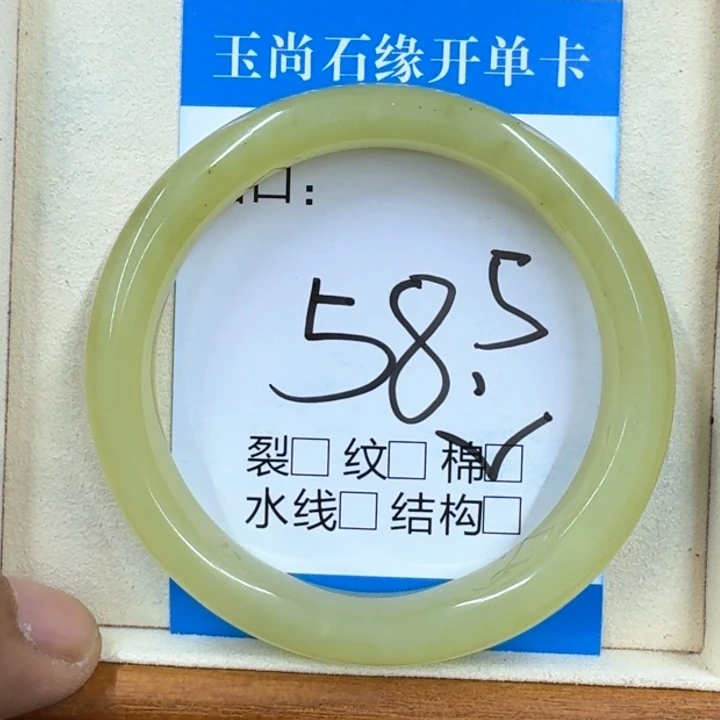 玉尚石缘开单卡
口：
58.5
裂□ 纹□ 棉☑
水线□ 结构□